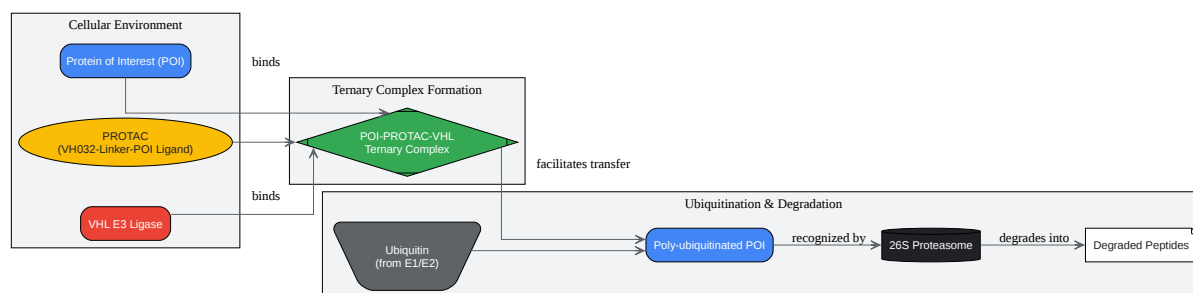 Cellular Environment
Protein of Interest (POI)
binds
Ternary Complex Formation
PROTAC
(VH032-Linker-POI Ligand)
POI-PROTAC-VHL
Ternary Complex
facilitates transfer
binds
VHL E3 Ligase
Ubiquitination & Degradation
Ubiquitin
(from E1/E2)
Poly-ubiquitinated POI
recognized by
26S Proteasome
degrades into
Degraded Peptides